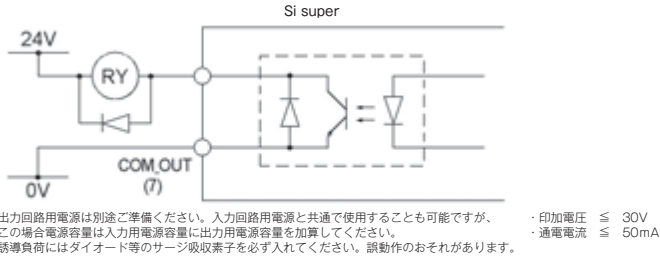 Si super
24V
RY
COM_OUT
(7)
0V
出力回路用電源は別途ご準備ください。入力回路用電源と共通で使用することも可能ですが、
この場合電源容量は入力用電源容量に出力用電源容量を加算してください。
誘導負荷にはダイオード等のサージ吸収素子を必ず入れてください。誤動作のおそれがあります。
・印加電圧 ≦ 30V
・通電電流 ≦ 50mA